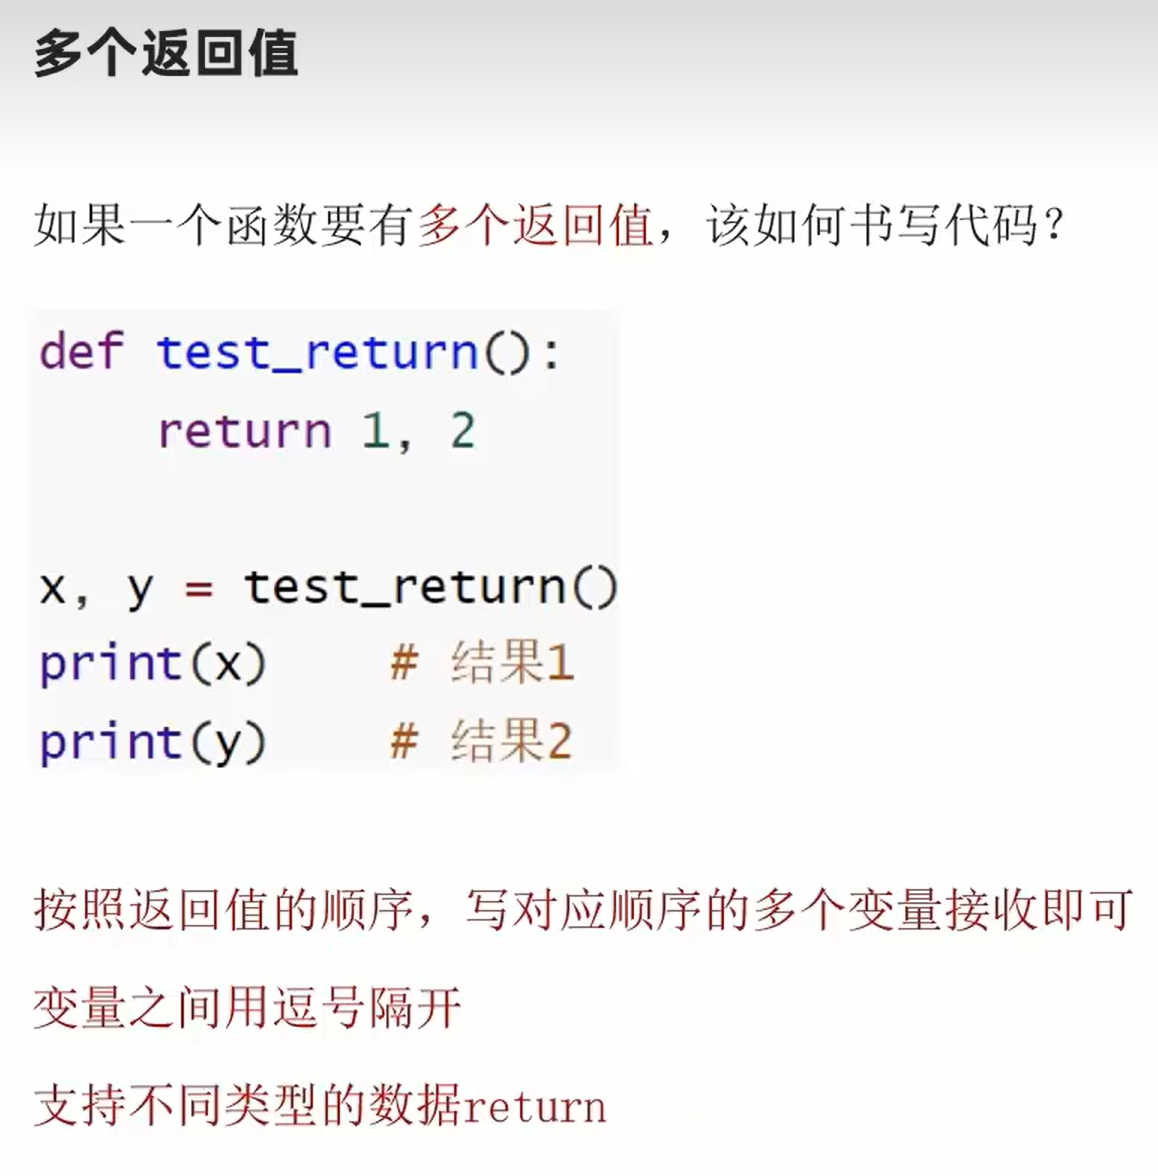 多个返回值
如果一个函数要有多个返回值，该如何书写代码？
def test_return():
    return 1, 2
x, y = test_return()
print(x)    # 结果1
print(y)    # 结果2
按照返回值的顺序，写对应顺序的多个变量接收即可
变量之间用逗号隔开
支持不同类型的数据return